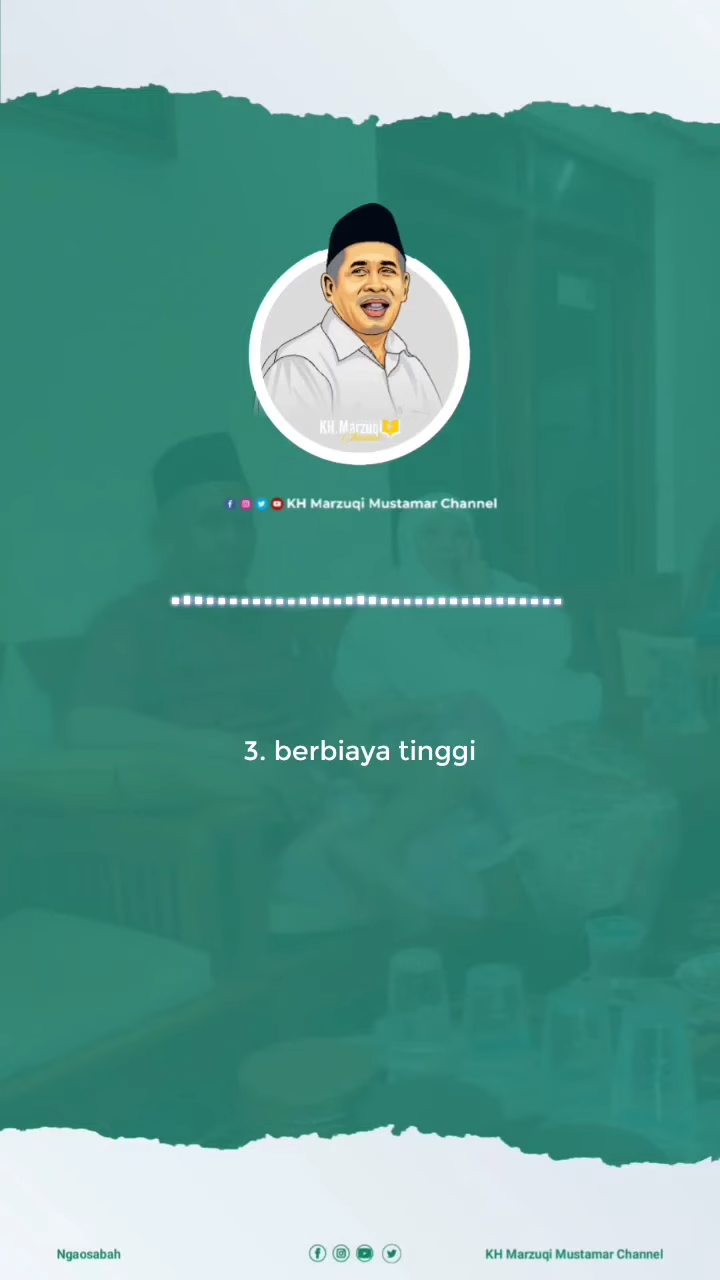 KH. Marzuqi
KH Marzuqi Mustamar Channel
3. berbiaya tinggi
Ngaosabah
KH Marzuqi Mustamar Channel